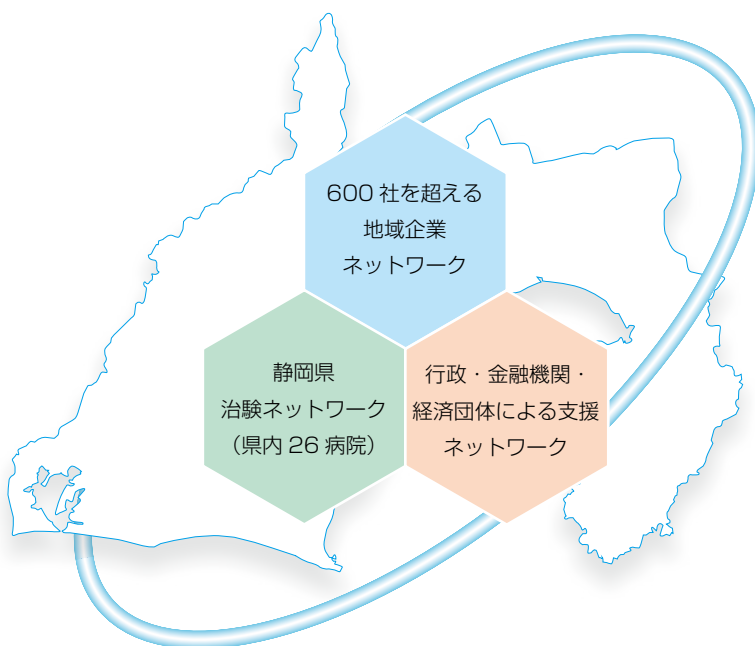 600 社を超える
地域企業
ネットワーク
静岡県
治験ネットワーク
（県内 26 病院）
行政・金融機関・
経済団体による支援
ネットワーク